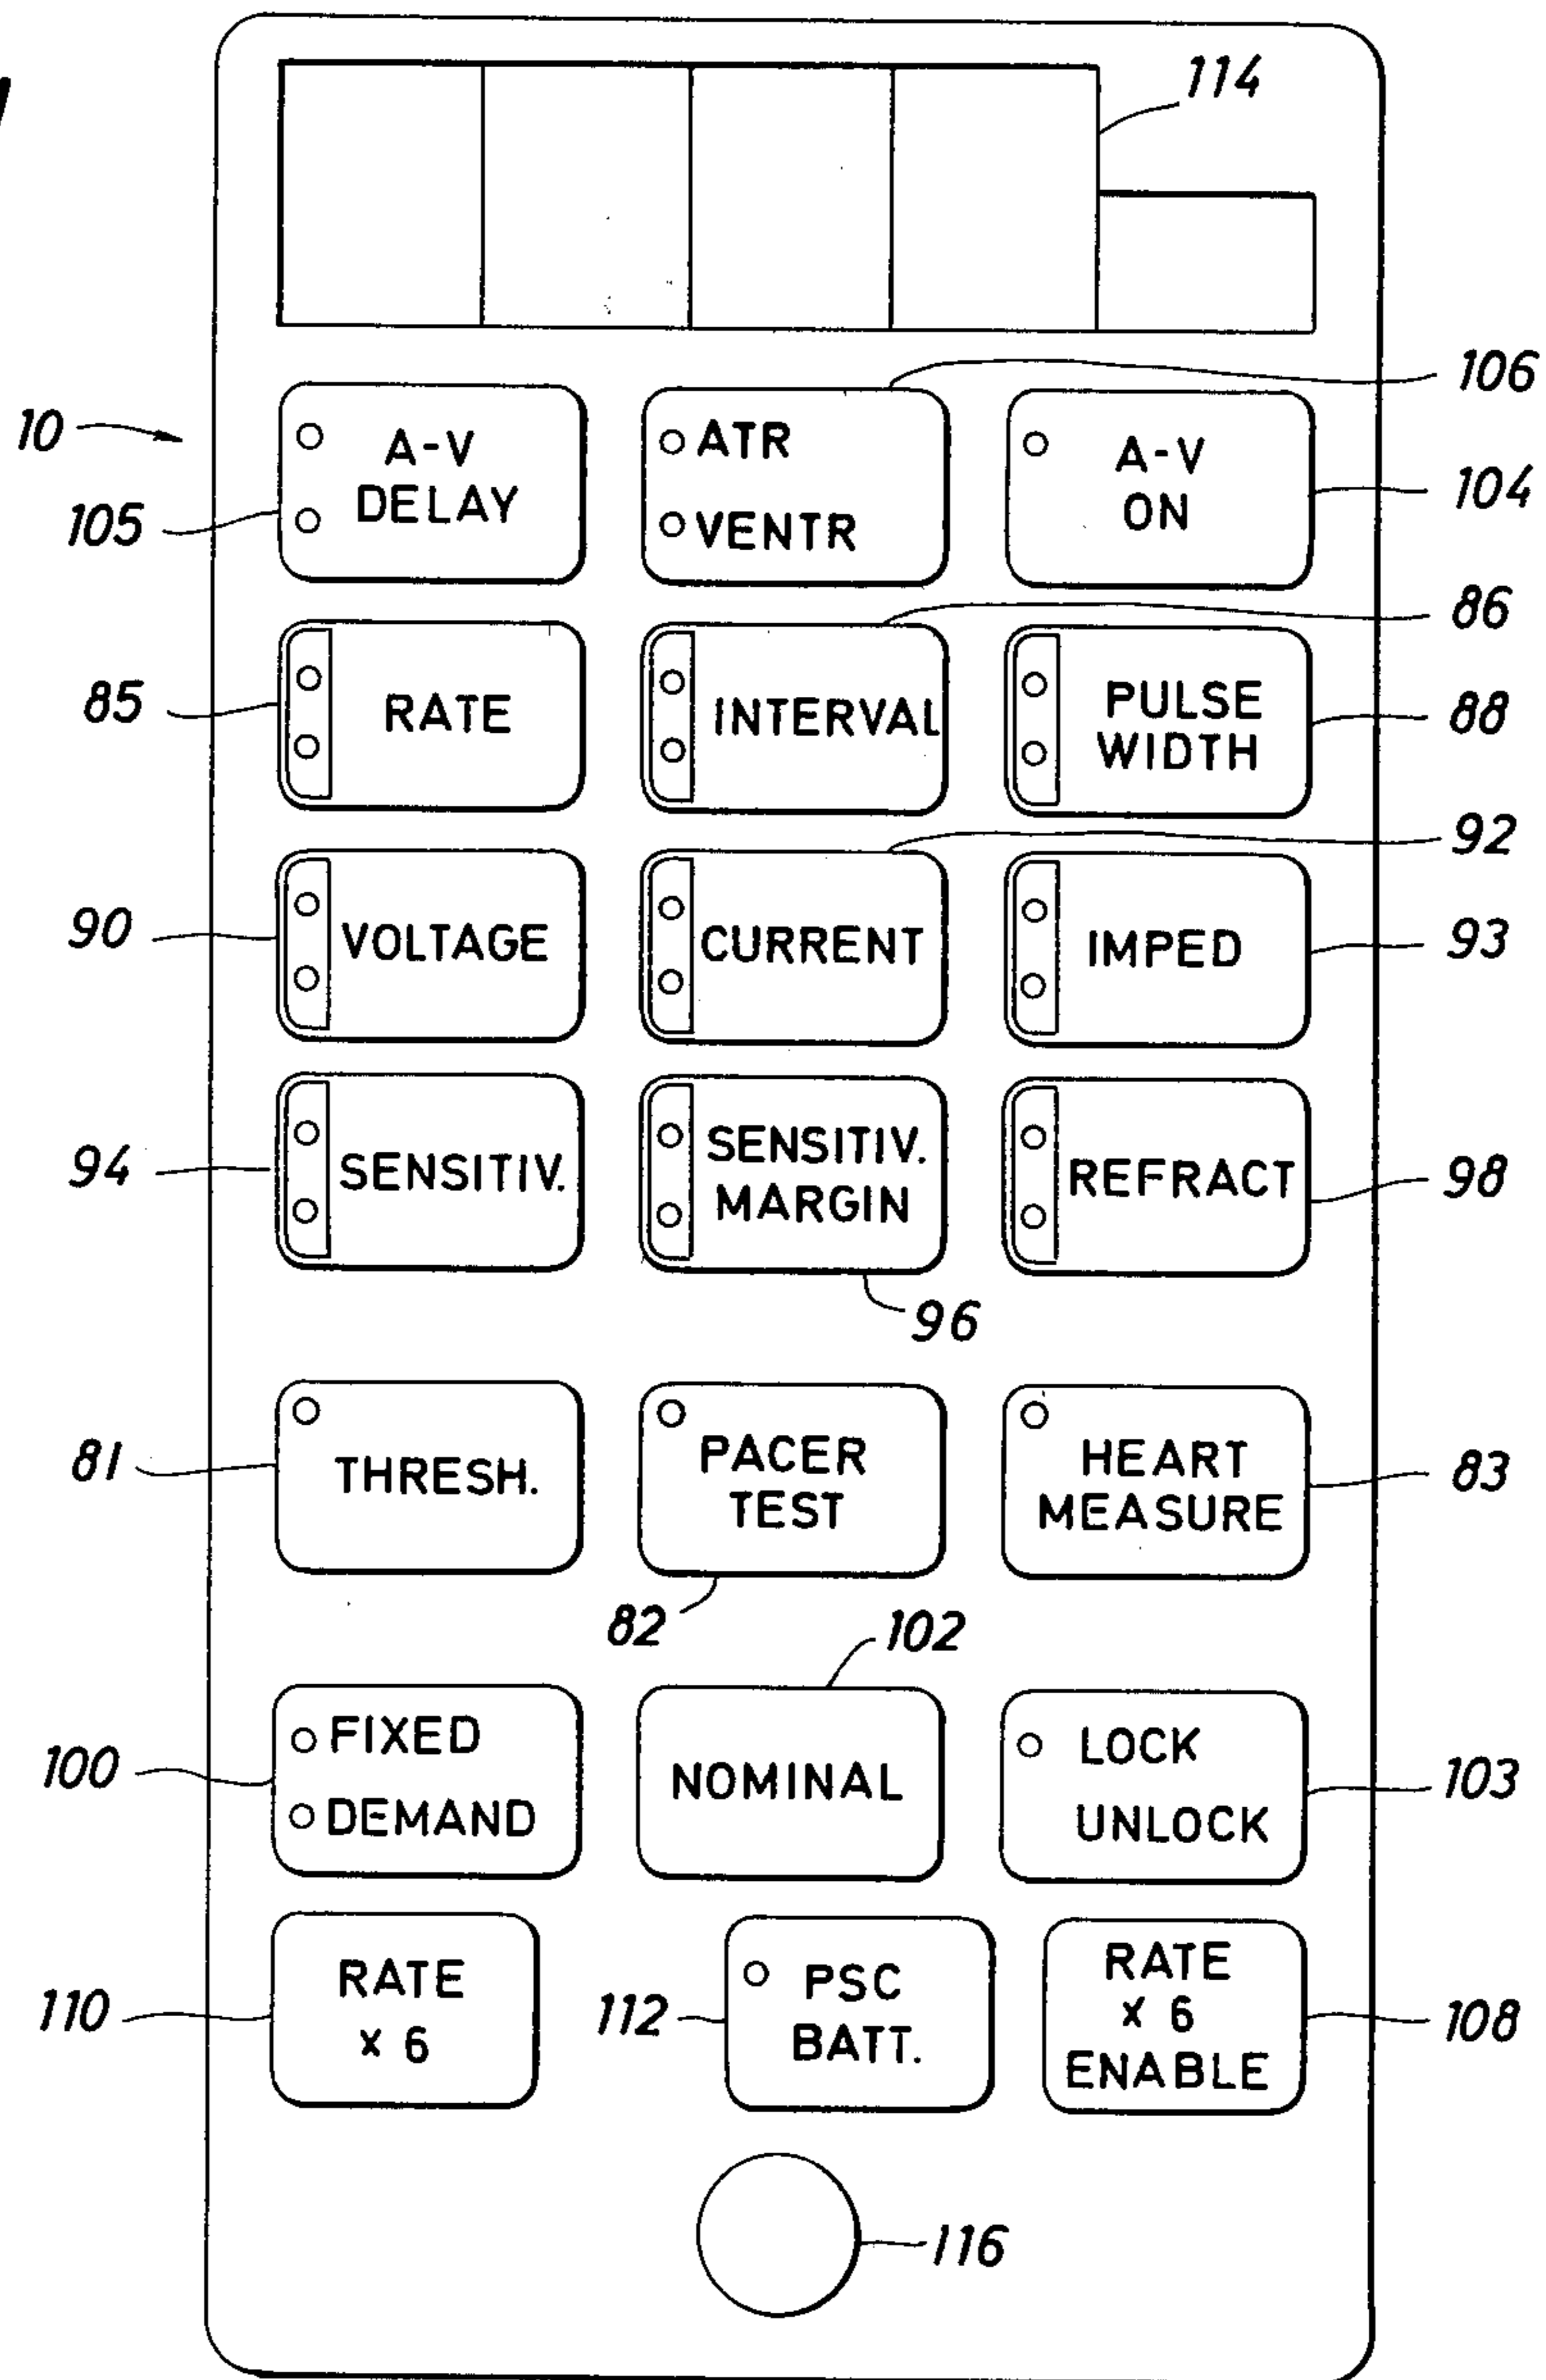 114
106
10
A-V
DELAY
ATR
VENTR
A-V
ON
104
105
86
85
RATE
INTERVAL
PULSE
WIDTH
88
92
90
VOLTAGE
CURRENT
IMPED
93
94
SENSITIV.
SENSITIV.
MARGIN
REFRACT
98
96
81
THRESH.
PACER
TEST
HEART
MEASURE
83
82
102
100
FIXED
DEMAND
NOMINAL
LOCK
UNLOCK
103
110
RATE
x 6
112
PSC
BATT.
RATE
x 6
ENABLE
108
116